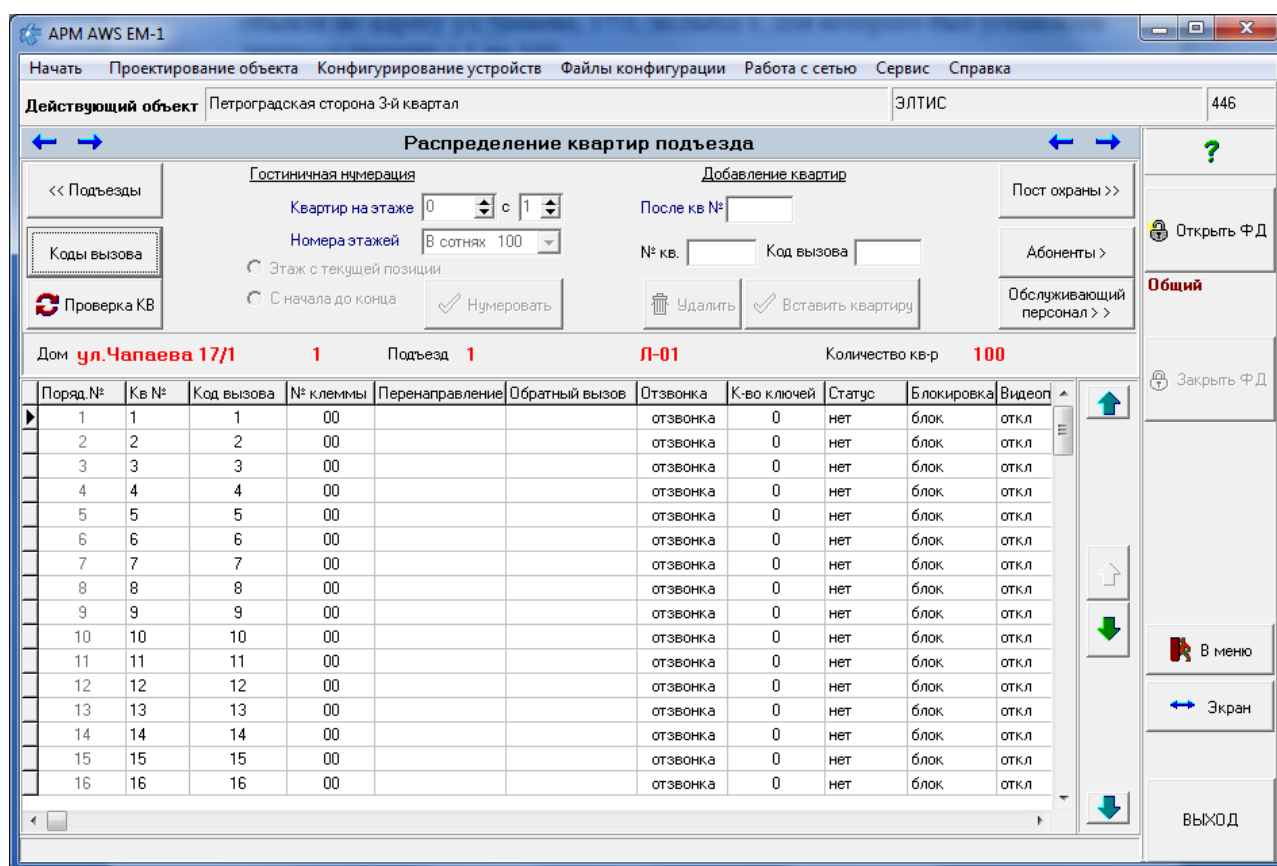 АРМ AWS EM-1
Начать Проектирование объекта Конфигурирование устройств Файлы конфигурации Работа с сетью Сервис Справка
Действующий объект Петроградская сторона 3-й квартал ЭЛТИС 446
Распределение квартир подъезда
<< Подъезды
Коды вызова
Проверка КВ
Гостиничная нумерация
Квартир на этаже 0 с 1
Номера этажей В сотнях 100
Этаж с текущей позиции
С начала до конца
Нумеровать
Добавление квартир
После кв №
№ кв. Код вызова
Удалить
Вставить квартиру
Пост охраны >>
Абоненты >
Обслуживающий
персонал > >
?
Открыть ФД
Общий
Закрыть ФД
В меню
Экран
ВЫХОД
Дом ул.Чапаева 17/1 1 Подъезд 1 Л-01 Количество кв-р 100
Поряд.№ Кв № Код вызова № клеммы Перенаправление Обратный вызов Отзвонка К-во ключей Статус Блокировка Видеоп
1 1 1 00 отзвонка 0 нет блок откл
2 2 2 00 отзвонка 0 нет блок откл
3 3 3 00 отзвонка 0 нет блок откл
4 4 4 00 отзвонка 0 нет блок откл
5 5 5 00 отзвонка 0 нет блок откл
6 6 6 00 отзвонка 0 нет блок откл
7 7 7 00 отзвонка 0 нет блок откл
8 8 8 00 отзвонка 0 нет блок откл
9 9 9 00 отзвонка 0 нет блок откл
10 10 10 00 отзвонка 0 нет блок откл
11 11 11 00 отзвонка 0 нет блок откл
12 12 12 00 отзвонка 0 нет блок откл
13 13 13 00 отзвонка 0 нет блок откл
14 14 14 00 отзвонка 0 нет блок откл
15 15 15 00 отзвонка 0 нет блок откл
16 16 16 00 отзвонка 0 нет блок откл